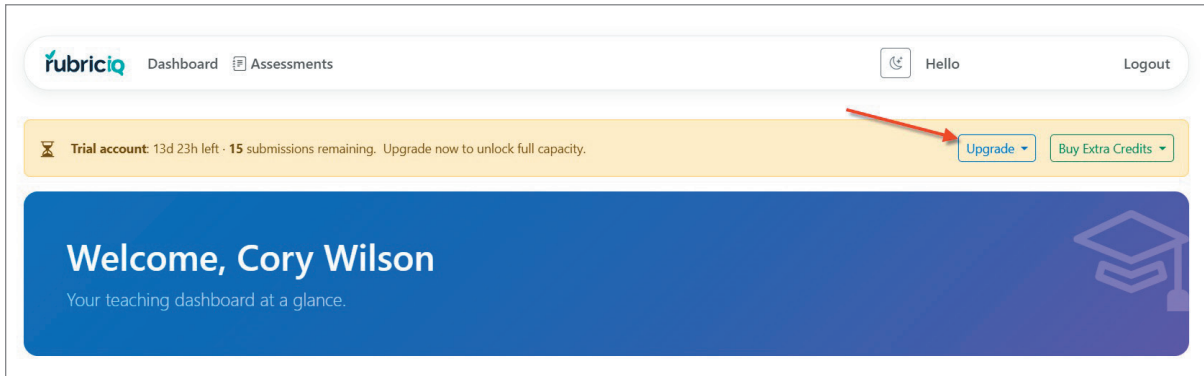 rubriciq Dashboard Assessments Hello Logout
Trial account: 13d 23h left · 15 submissions remaining. Upgrade now to unlock full capacity. Upgrade Buy Extra Credits
Welcome, Cory Wilson
Your teaching dashboard at a glance.